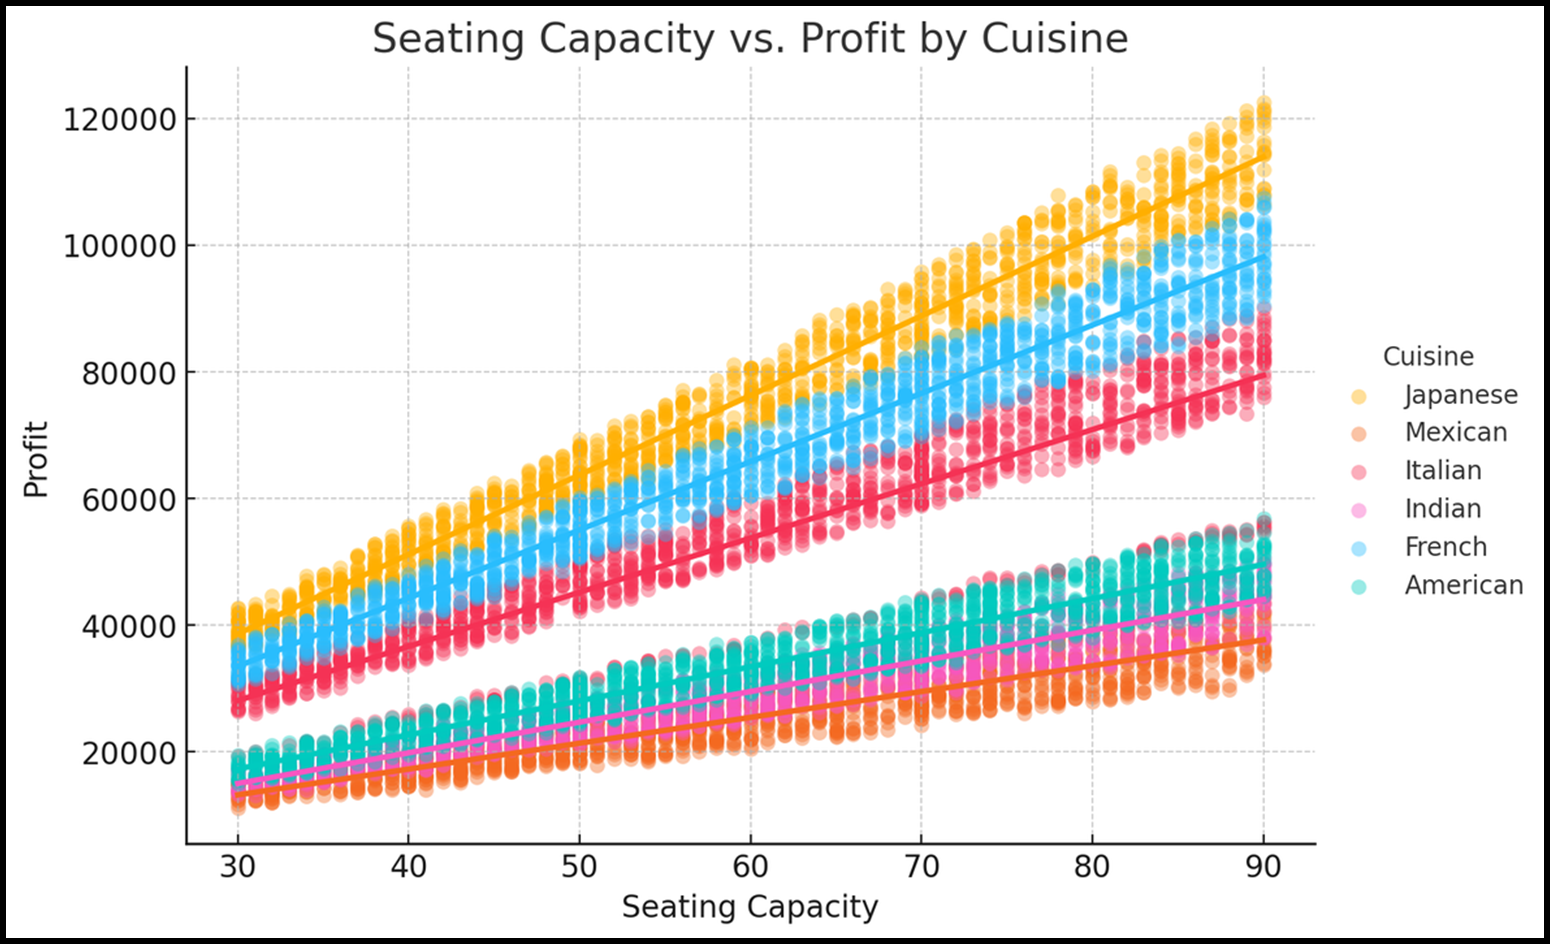 Seating Capacity vs. Profit by Cuisine
120000
100000
80000
60000
40000
20000
Profit
30 40 50 60 70 80 90
Seating Capacity
Cuisine
Japanese
Mexican
Italian
Indian
French
American